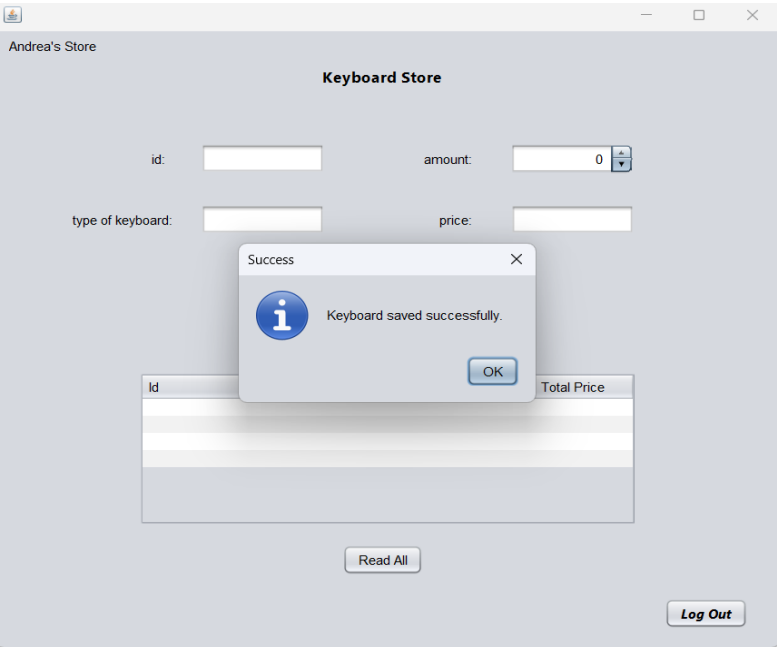 Andrea's Store
Keyboard Store
id:
amount:
0
type of keyboard:
price:
Success
Keyboard saved successfully.
OK
Id
Total Price
Read All
Log Out